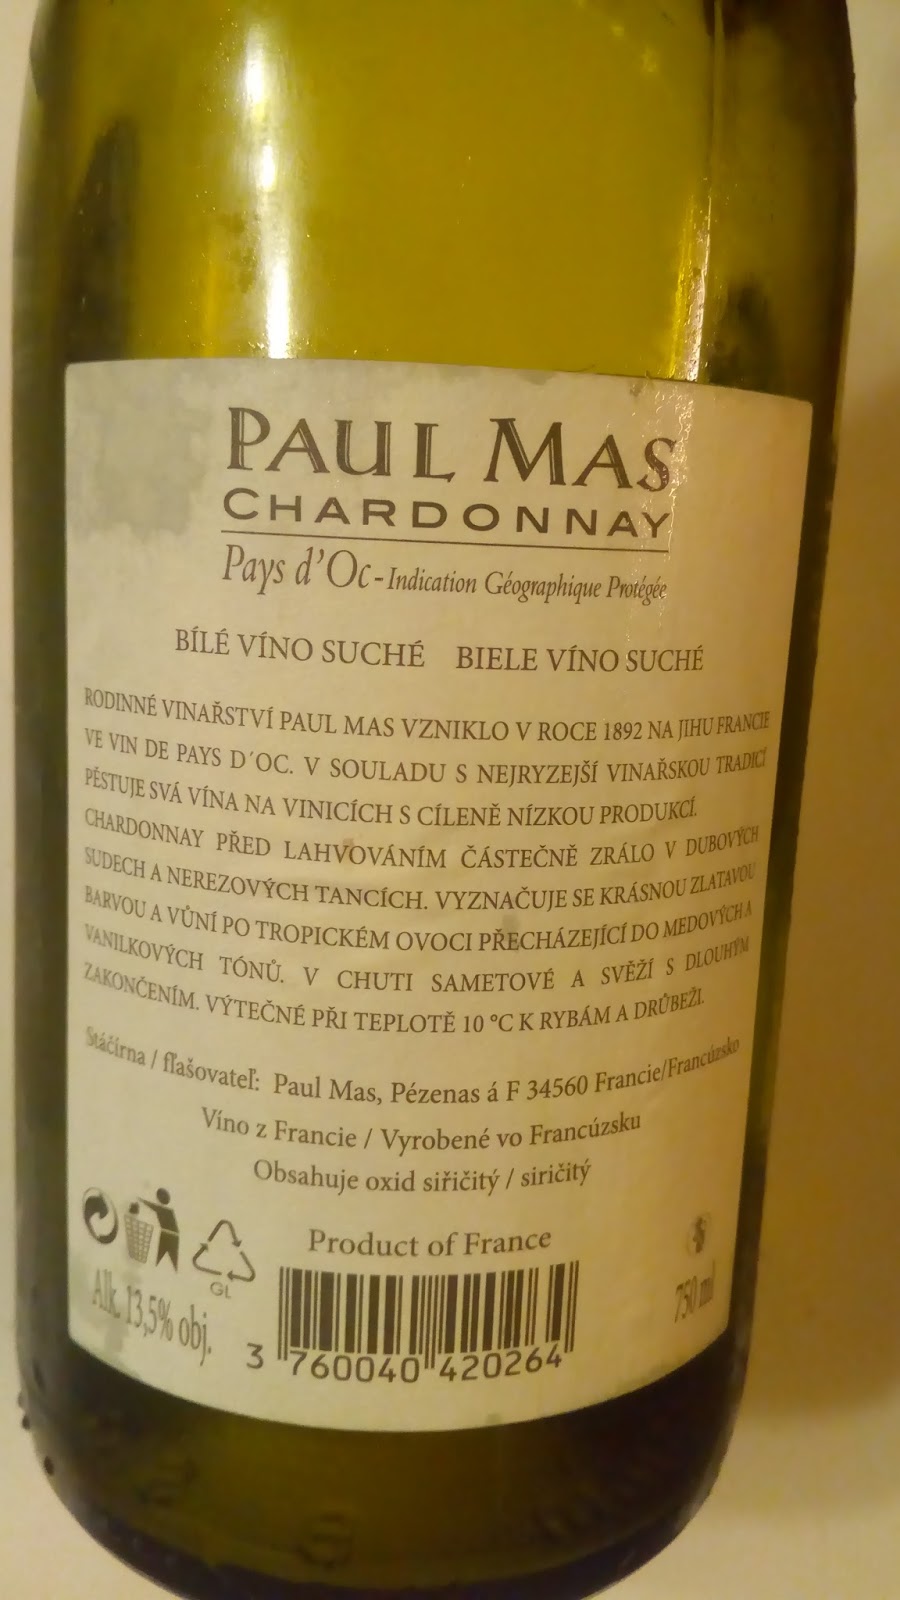 PAUL MAS
CHARDONNAY
Pays d'Oc - Indication Géographique Protégée
BÍLÉ VÍNO SUCHÉ BIELE VÍNO SUCHÉ
RODINNÉ VINAŘSTVÍ PAUL MAS VZNIKLO V ROCE 1892 NA JIHU FRANCIE
VE VIN DE PAYS D´OC. V SOULADU S NEJRYZEJŠÍ VINAŘSKOU TRADICÍ
PĚSTUJE SVÁ VÍNA NA VINICÍCH S CÍLENĚ NÍZKOU PRODUKCÍ.
CHARDONNAY PŘED LAHVOVÁNÍM ČÁSTEČNĚ ZRÁLO V DUBOVÝCH
SUDECH A NEREZOVÝCH TANCÍCH. VYZNAČUJE SE KRÁSNOU ZLATAVOU
BARVOU A VŮNÍ PO TROPICKÉM OVOCI PŘECHÁZEJÍCÍ DO MEDOVÝCH A
VANILKOVÝCH TÓNŮ. V CHUTI SAMETOVÉ A SVĚŽÍ S DLOUHÝM
ZAKONČENÍM. VÝTEČNÉ PŘI TEPLOTĚ 10 °C K RYBÁM A DRŮBEŽI.
Stáčírna / fľašovateľ: Paul Mas, Pézenas á F 34560 Francie/Francúzsko
Víno z Francie / Vyrobené vo Francúzsku
Obsahuje oxid siřičitý / siričitý
Product of France
GL
Alk. 13,5% obj.
750 ml
3 760040 420264